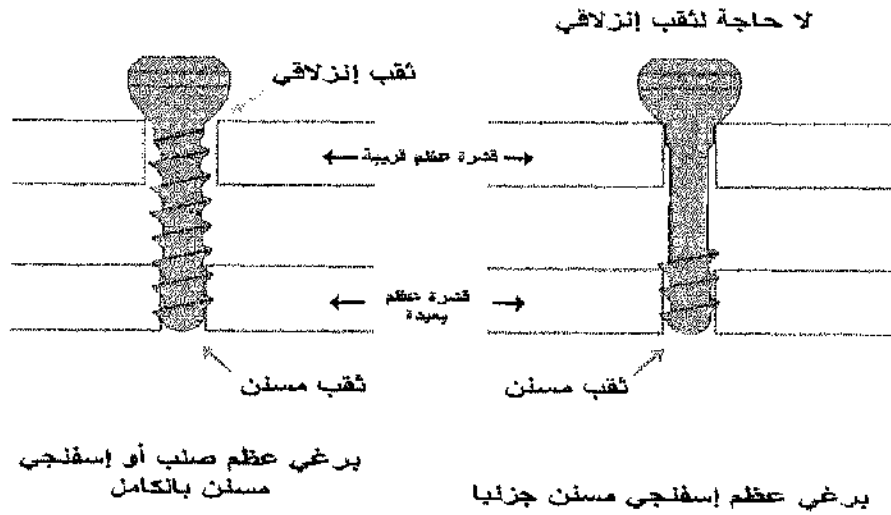 لا حاجة لثقب إنزلاقي
ثقب إنزلاقي
قشرة عظم قريبة
قشرة عظم
بعيدة
ثقب مسنن
ثقب مسنن
برغي عظم صلب أو إسفنجي
مسنن بالكامل
برغي عظم إسفنجي مسنن جزئيا